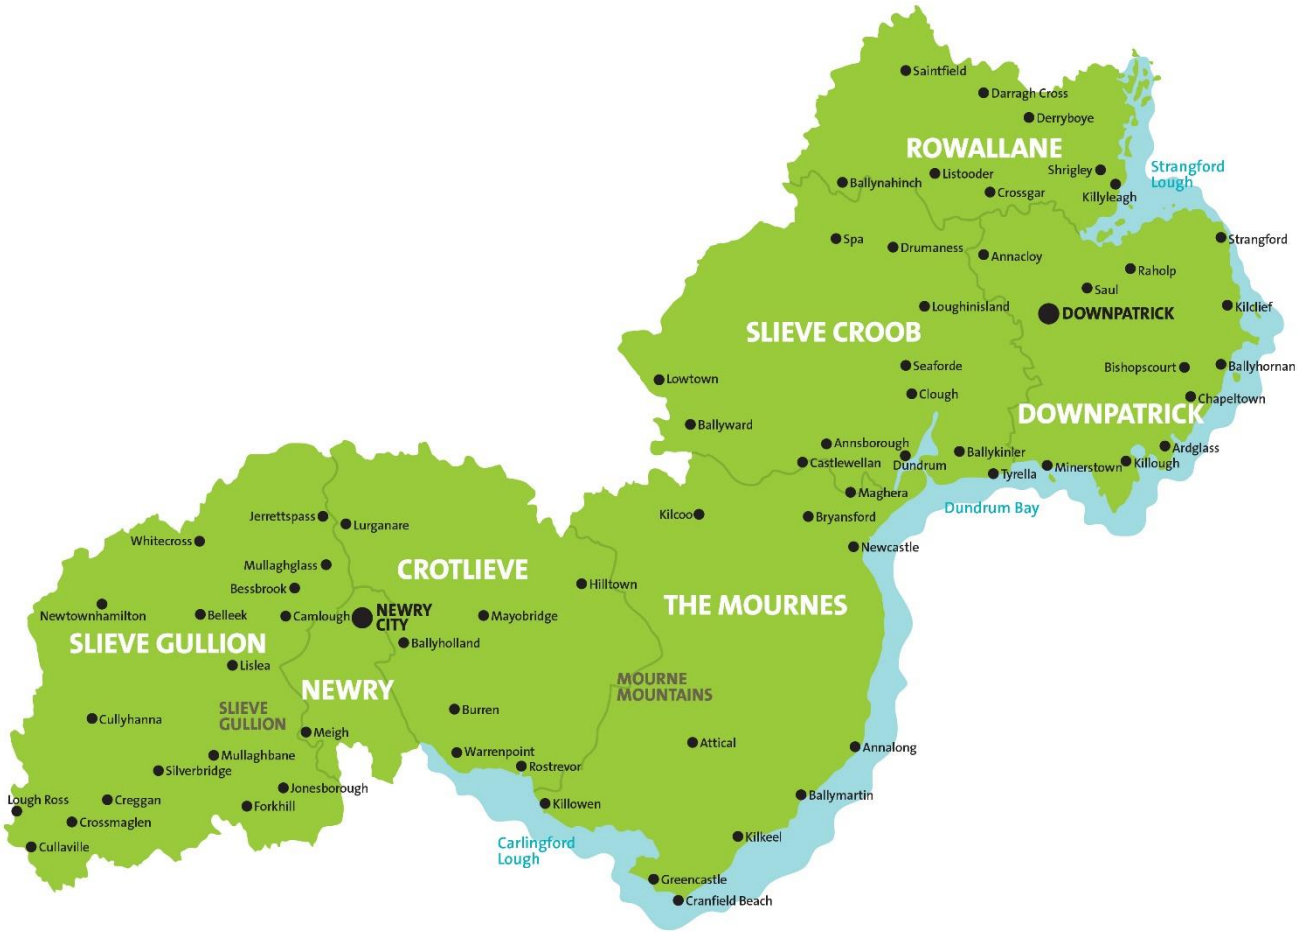 Saintfield
Darragh Cross
Derryboye
ROWALLANE
Strangford
Lough
Shrigley
Listooder
Ballynahinch
Crossgar
Killyleagh
Spa
Drumaness
Annacloy
Strangford
Raholp
Saul
Loughinisland
DOWNPATRICK
Kilclief
SLIEVE CROOB
Seaforde
Bishopscourt
Ballyhornan
Lowtown
Clough
Chapeltown
DOWNPATRICK
Ballyward
Annsborough
Ballykinler
Ardglass
Castlewellan
Dundrum
Minerstown
Killough
Tyrella
Maghera
Dundrum Bay
Kilcoo
Bryansford
Jerrettspass
Lurganare
Whitecross
Newcastle
Mullaghglass
CROTLIEVE
Hilltown
Bessbrook
THE MOURNES
Newtownhamilton
Belleek
Camlough
NEWRY
CITY
Mayobridge
SLIEVE GULLION
Ballyholland
Lislea
MOURNE
MOUNTAINS
NEWRY
SLIEVE
GULLION
Burren
Cullyhanna
Meigh
Attical
Annalong
Mullaghbane
Warrenpoint
Silverbridge
Rostrevor
Jonesborough
Ballymartin
Lough Ross
Creggan
Forkhill
Killowen
Crossmaglen
Kilkeel
Cullaville
Carlingford
Lough
Greencastle
Cranfield Beach